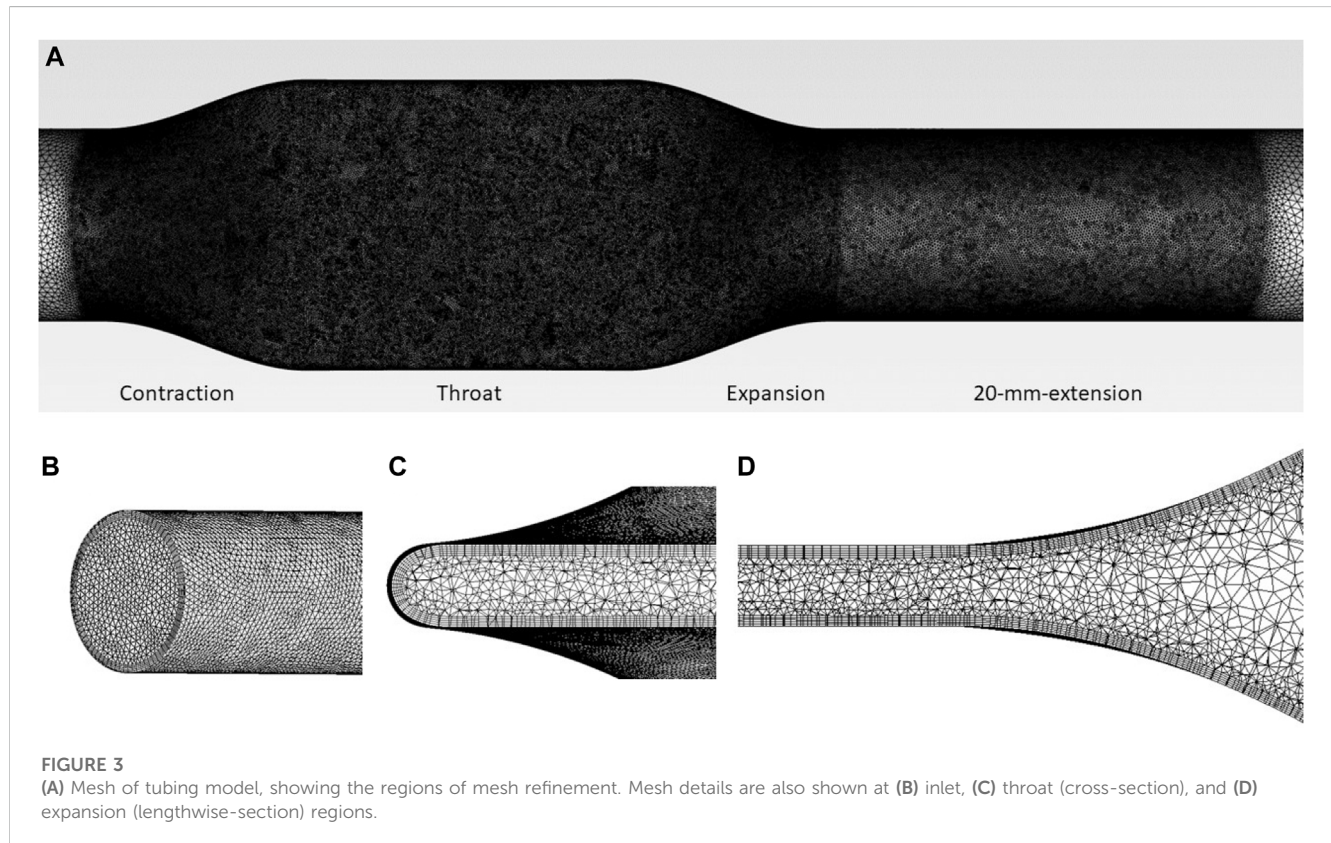 A
Contraction Throat Expansion 20-mm-extension
B C D
FIGURE 3
(A) Mesh of tubing model, showing the regions of mesh refinement. Mesh details are also shown at (B) inlet, (C) throat (cross-section), and (D)
expansion (lengthwise-section) regions.